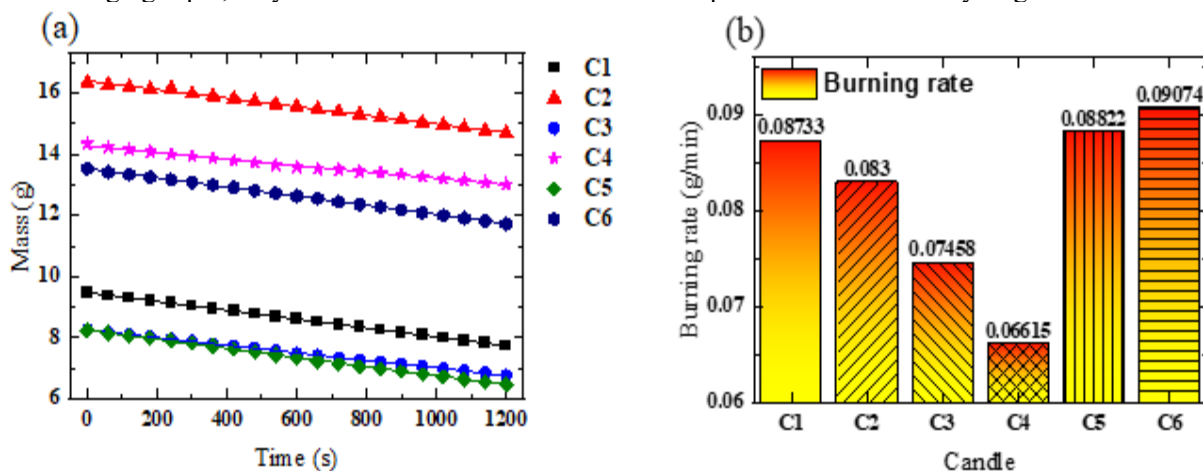 (a)
16
14
12
10
8
6
0 200 400 600 800 1000 1200
Mass (g)
Time (s)
C1
C2
C3
C4
C5
C6
(b)
Burning rate
0.09
0.08
0.07
0.06
0.08733
0.083
0.07458
0.06615
0.08822
0.09074
C1 C2 C3 C4 C5 C6
Burning rate (g/min)
Candle